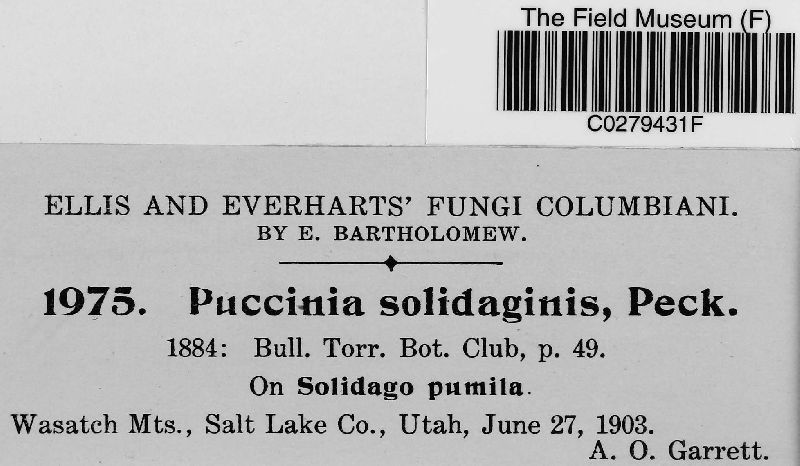 The Field Museum (F)
C0279431F
ELLIS AND EVERHARTS' FUNGI COLUMBIANI.
BY E. BARTHOLOMEW.
1975. Puccinia solidaginis, Peck.
1884: Bull. Torr. Bot. Club, p. 49.
On Solidago pumila.
Wasatch Mts., Salt Lake Co., Utah, June 27, 1903.
A. O. Garrett.